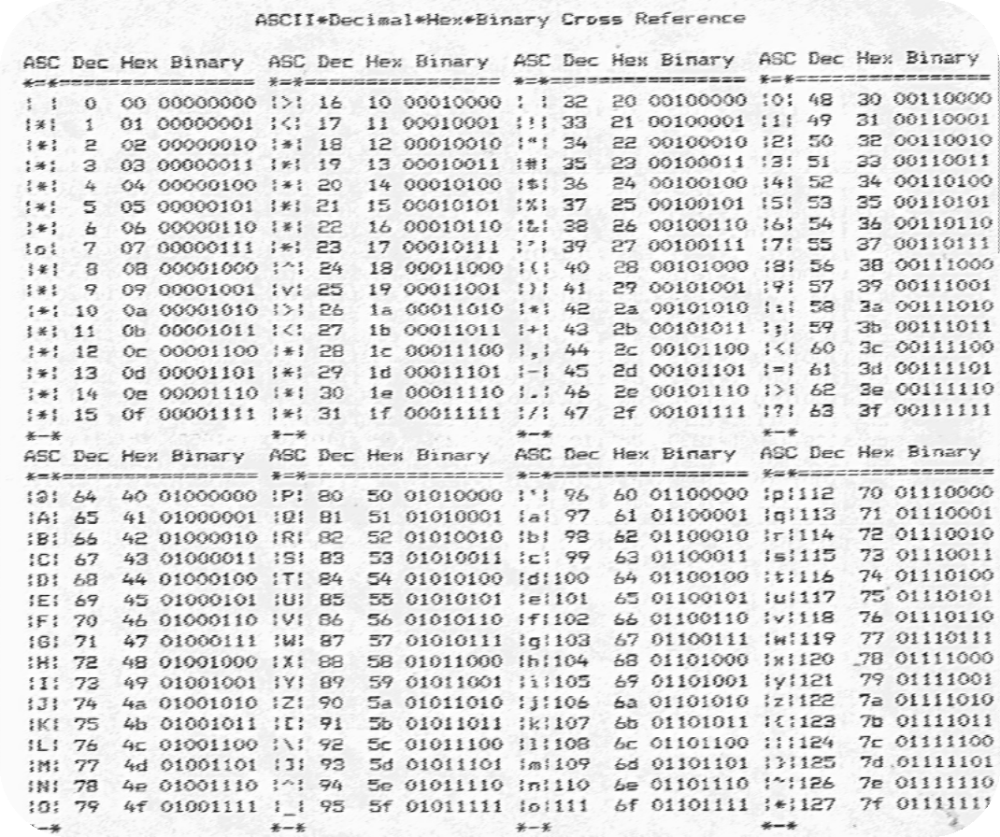 ASCII*Decimal*Hex*Binary Cross Reference
ASC Dec Hex Binary ASC Dec Hex Binary ASC Dec Hex Binary ASC Dec Hex Binary
*=*================ *=*================ *=*================ *=*================
| | 0 00 00000000 |>| 16 10 00010000 | | 32 20 00100000 |0| 48 30 00110000
|*| 1 01 00000001 |<| 17 11 00010001 |!| 33 21 00100001 |1| 49 31 00110001
|*| 2 02 00000010 |*| 18 12 00010010 |"| 34 22 00100010 |2| 50 32 00110010
|*| 3 03 00000011 |*| 19 13 00010011 |#| 35 23 00100011 |3| 51 33 00110011
|*| 4 04 00000100 |*| 20 14 00010100 |$| 36 24 00100100 |4| 52 34 00110100
|*| 5 05 00000101 |*| 21 15 00010101 |%| 37 25 00100101 |5| 53 35 00110101
|*| 6 06 00000110 |*| 22 16 00010110 |&| 38 26 00100110 |6| 54 36 00110110
|o| 7 07 00000111 |*| 23 17 00010111 |'| 39 27 00100111 |7| 55 37 00110111
|*| 8 08 00001000 |^| 24 18 00011000 |(| 40 28 00101000 |8| 56 38 00111000
|*| 9 09 00001001 |v| 25 19 00011001 |)| 41 29 00101001 |9| 57 39 00111001
|*| 10 0a 00001010 |>| 26 1a 00011010 |*| 42 2a 00101010 |:| 58 3a 00111010
|*| 11 0b 00001011 |<| 27 1b 00011011 |+| 43 2b 00101011 |;| 59 3b 00111011
|*| 12 0c 00001100 |*| 28 1c 00011100 |,| 44 2c 00101100 |<| 60 3c 00111100
|*| 13 0d 00001101 |*| 29 1d 00011101 |-| 45 2d 00101101 |=| 61 3d 00111101
|*| 14 0e 00001110 |*| 30 1e 00011110 |.| 46 2e 00101110 |>| 62 3e 00111110
|*| 15 0f 00001111 |*| 31 1f 00011111 |/| 47 2f 00101111 |?| 63 3f 00111111
*-* *-* *-* *-*
ASC Dec Hex Binary ASC Dec Hex Binary ASC Dec Hex Binary ASC Dec Hex Binary
*=*================ *=*================ *=*================ *=*================
|@| 64 40 01000000 |P| 80 50 01010000 |`| 96 60 01100000 |p|112 70 01110000
|A| 65 41 01000001 |Q| 81 51 01010001 |a| 97 61 01100001 |q|113 71 01110001
|B| 66 42 01000010 |R| 82 52 01010010 |b| 98 62 01100010 |r|114 72 01110010
|C| 67 43 01000011 |S| 83 53 01010011 |c| 99 63 01100011 |s|115 73 01110011
|D| 68 44 01000100 |T| 84 54 01010100 |d|100 64 01100100 |t|116 74 01110100
|E| 69 45 01000101 |U| 85 55 01010101 |e|101 65 01100101 |u|117 75 01110101
|F| 70 46 01000110 |V| 86 56 01010110 |f|102 66 01100110 |v|118 76 01110110
|G| 71 47 01000111 |W| 87 57 01010111 |g|103 67 01100111 |w|119 77 01110111
|H| 72 48 01001000 |X| 88 58 01011000 |h|104 68 01101000 |x|120 78 01111000
|I| 73 49 01001001 |Y| 89 59 01011001 |i|105 69 01101001 |y|121 79 01111001
|J| 74 4a 01001010 |Z| 90 5a 01011010 |j|106 6a 01101010 |z|122 7a 01111010
|K| 75 4b 01001011 |[| 91 5b 01011011 |k|107 6b 01101011 |{|123 7b 01111011
|L| 76 4c 01001100 |\| 92 5c 01011100 |l|108 6c 01101100 |||124 7c 01111100
|M| 77 4d 01001101 |]| 93 5d 01011101 |m|109 6d 01101101 |}|125 7d 01111101
|N| 78 4e 01001110 |^| 94 5e 01011110 |n|110 6e 01101110 |~|126 7e 01111110
|O| 79 4f 01001111 |_| 95 5f 01011111 |o|111 6f 01101111 |*|127 7f 01111111
*-* *-* *-* *-*